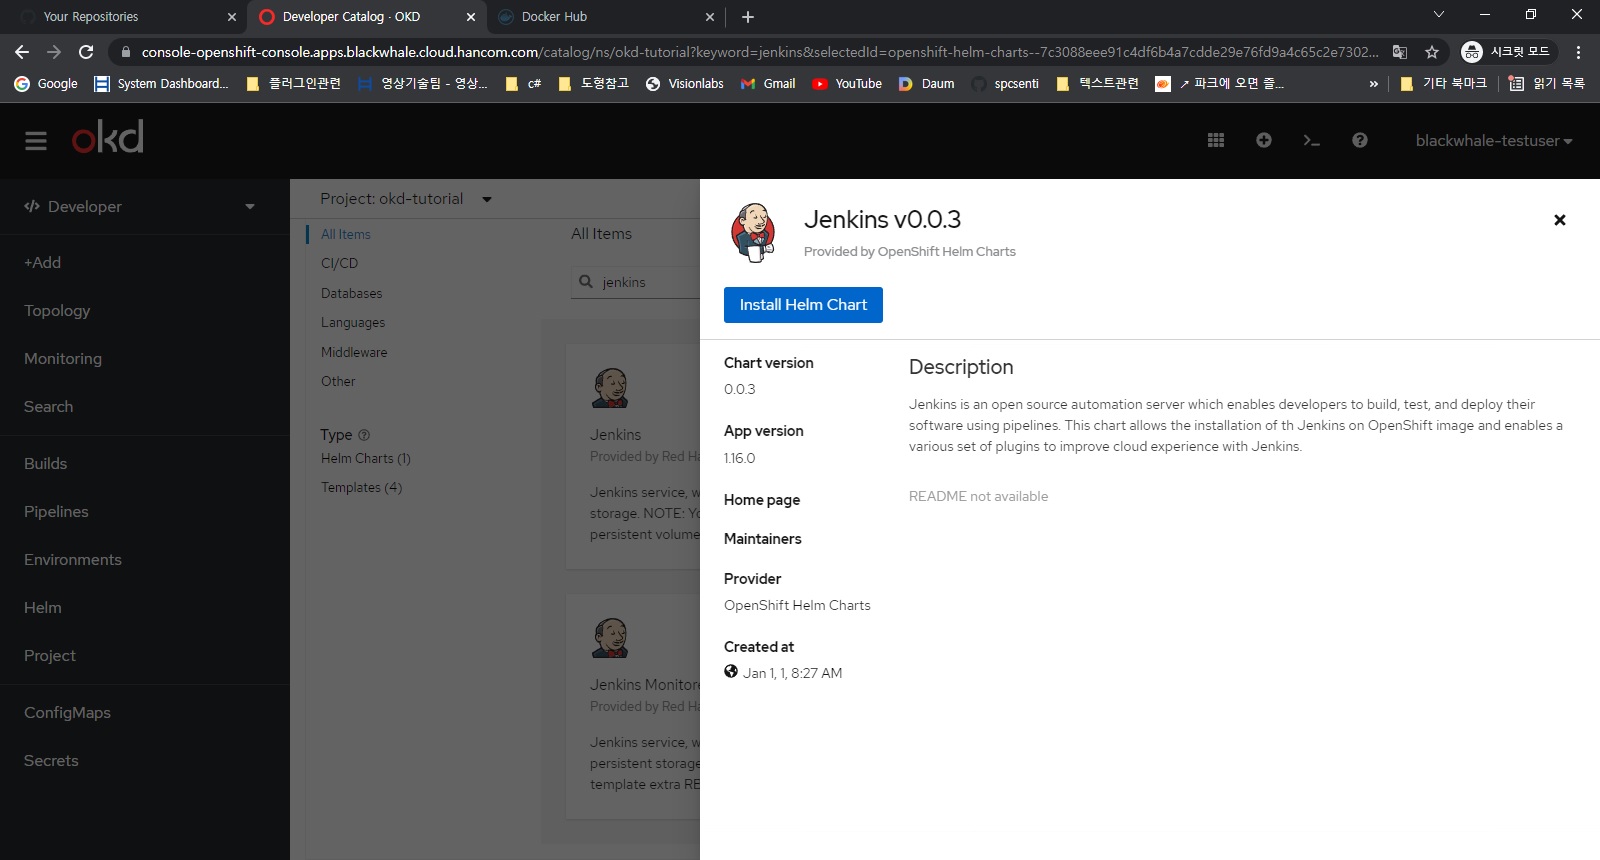 Your Repositories
Developer Catalog · OKD
Docker Hub
console-openshift-console.apps.blackwhale.cloud.hancom.com/catalog/ns/okd-tutorial?keyword=jenkins&selectedId=openshift-helm-charts--7c3088eee91c4df6b4a7cdde29e76fd9a4c65c2e7302...
시크릿 모드
Google
System Dashboard...
플러그인관련
영상기술팀 - 영상...
c#
도형참고
Visionlabs
Gmail
YouTube
Daum
spcsenti
텍스트관련
↗ 파크에 오면 즐...
»
기타 북마크
읽기 목록
okd
blackwhale-testuser
Developer
+Add
Topology
Monitoring
Search
Builds
Pipelines
Environments
Helm
Project
ConfigMaps
Secrets
Project: okd-tutorial
All Items
CI/CD
Databases
Languages
Middleware
Other
Type
Helm Charts (1)
Templates (4)
All Items
jenkins
Jenkins
Provided by Red Ha
Jenkins service, w
storage. NOTE: Yo
persistent volume
Jenkins Monitore
Provided by Red Ha
Jenkins service, w
persistent storage
template extra RE
Jenkins v0.0.3
Provided by OpenShift Helm Charts
Install Helm Chart
Chart version
0.0.3
App version
1.16.0
Home page
Maintainers
Provider
OpenShift Helm Charts
Created at
Jan 1, 1, 8:27 AM
Description
Jenkins is an open source automation server which enables developers to build, test, and deploy their
software using pipelines. This chart allows the installation of th Jenkins on OpenShift image and enables a
various set of plugins to improve cloud experience with Jenkins.
README not available